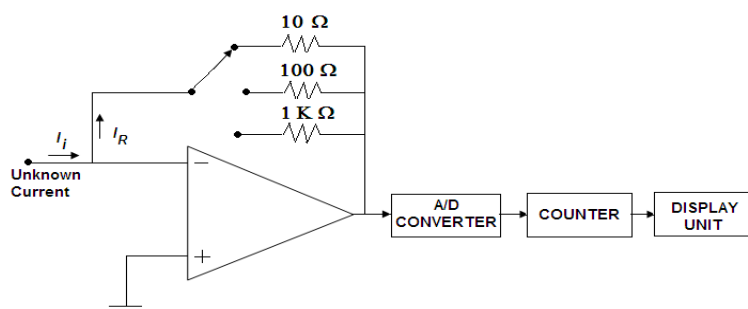 10 Ω
100 Ω
1 K Ω
I_i
I_R
Unknown
Current
−
+
A/D
CONVERTER
COUNTER
DISPLAY
UNIT